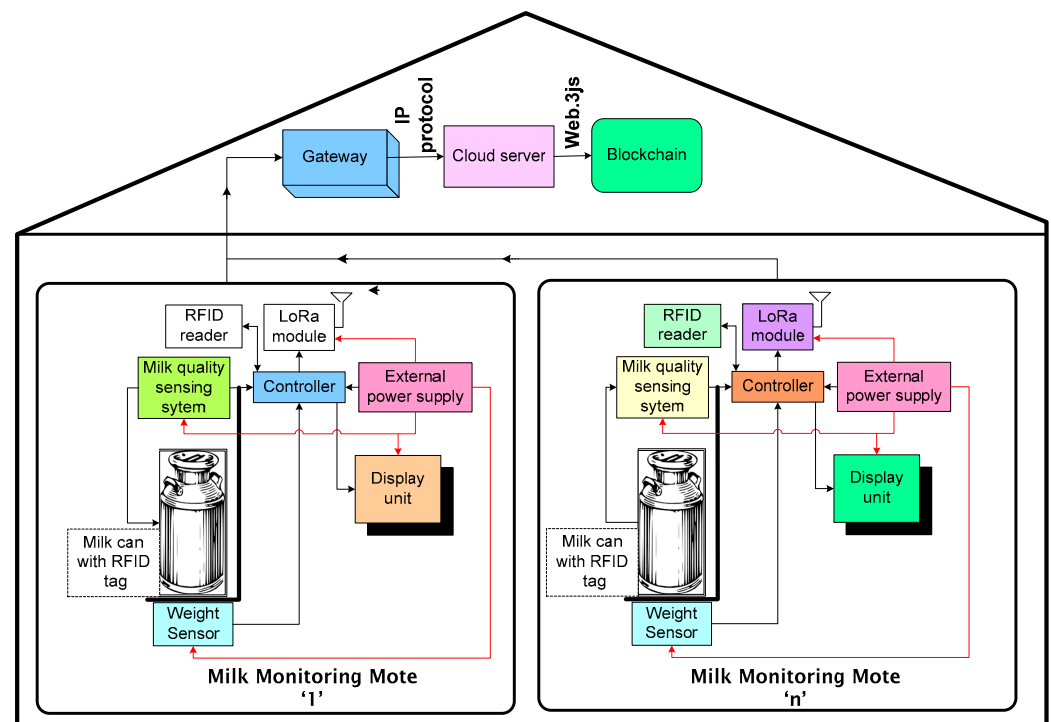 IP
protocol
Web.3js
Gateway
Cloud server
Blockchain
RFID
reader
LoRa
module
Milk quality
sensing
sytem
Controller
External
power supply
Display
unit
Milk can
with RFID
tag
Weight
Sensor
Milk Monitoring Mote
‘1’
RFID
reader
LoRa
module
Milk quality
sensing
sytem
Controller
External
power supply
Display
unit
Milk can
with RFID
tag
Weight
Sensor
Milk Monitoring Mote
‘n’